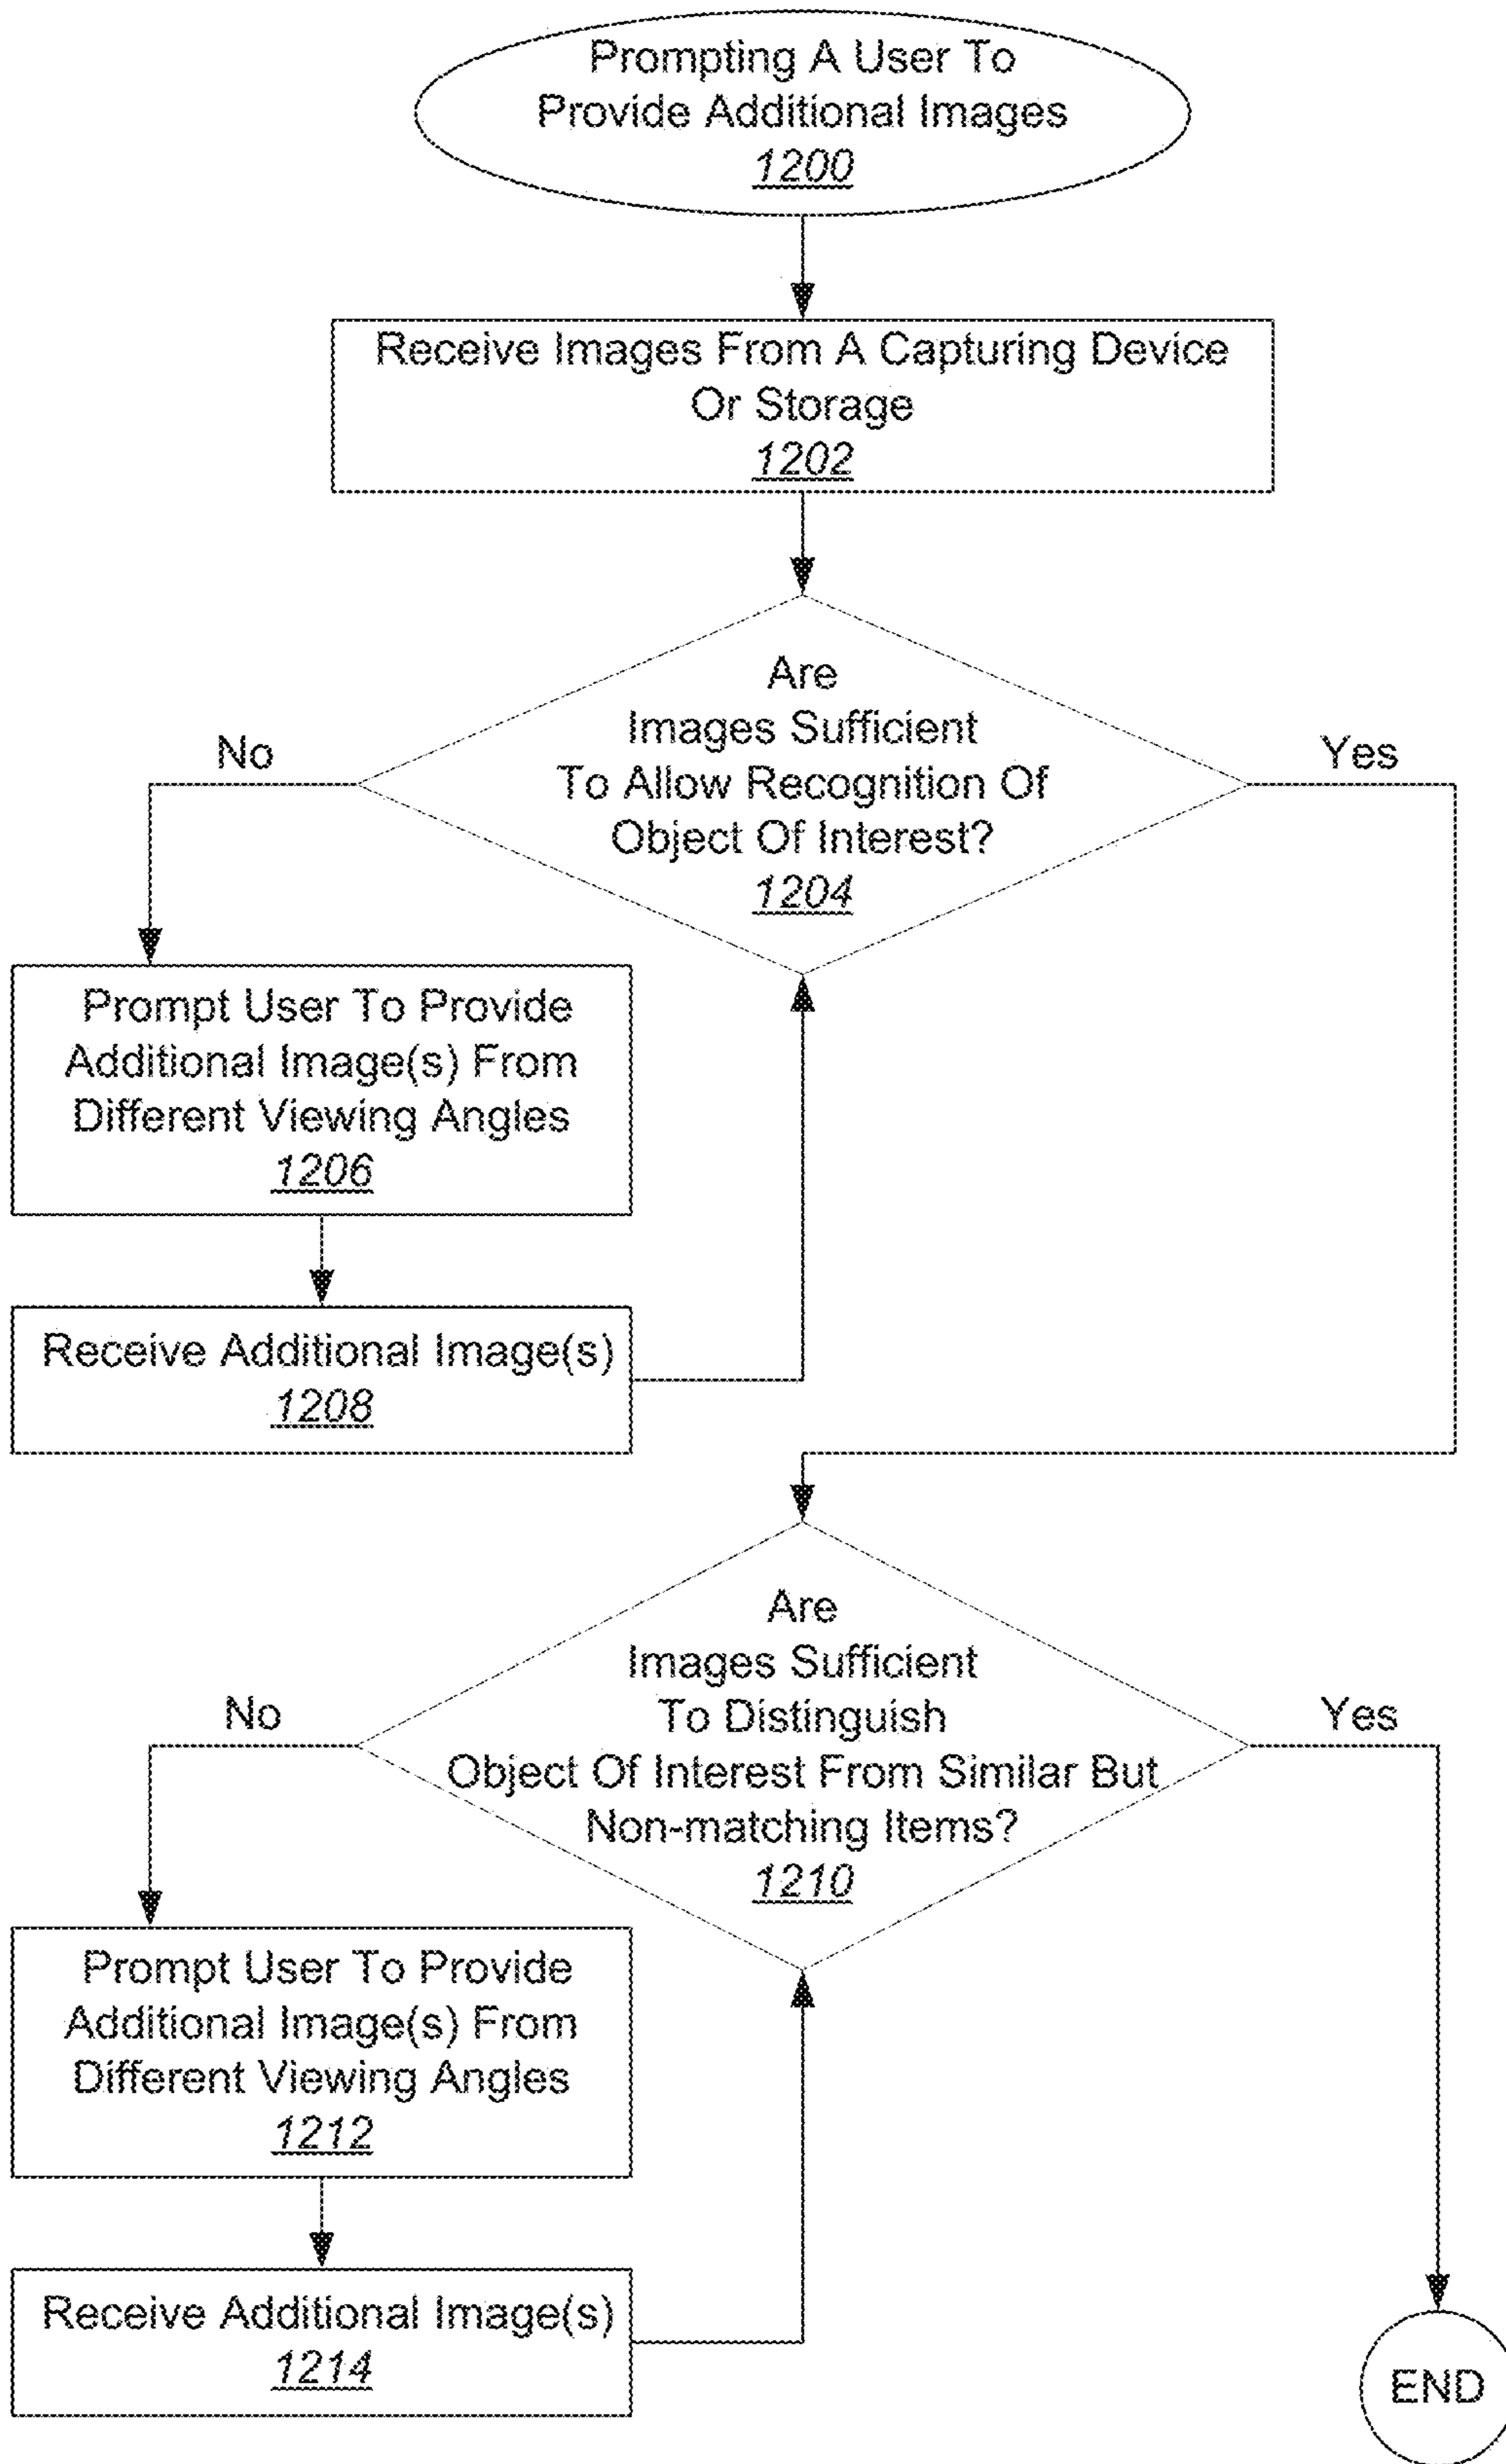 Prompting A User To
Provide Additional Images
1200
Receive Images From A Capturing Device
Or Storage
1202
Are
Images Sufficient
To Allow Recognition Of
Object Of Interest?
1204
No
Yes
Prompt User To Provide
Additional Image(s) From
Different Viewing Angles
1206
Receive Additional Image(s)
1208
Are
Images Sufficient
To Distinguish
Object Of Interest From Similar But
Non-matching Items?
1210
No
Yes
Prompt User To Provide
Additional Image(s) From
Different Viewing Angles
1212
Receive Additional Image(s)
1214
END